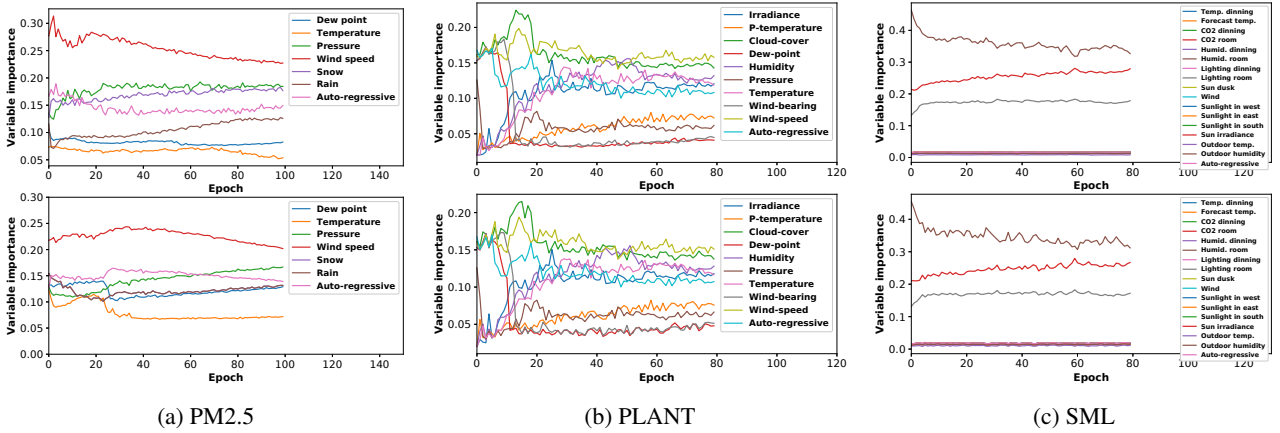 Variable importance
0.30
0.25
0.20
0.15
0.10
0.05
0 20 40 60 80 100 120 140
Epoch
Dew point
Temperature
Pressure
Wind speed
Snow
Rain
Auto-regressive
Variable importance
0.20
0.15
0.10
0.05
0 20 40 60 80 100 120
Epoch
Irradiance
P-temperature
Cloud-cover
Dew-point
Humidity
Pressure
Temperature
Wind-bearing
Wind-speed
Auto-regressive
Variable importance
0.4
0.3
0.2
0.1
0.0
0 20 40 60 80 100 120
Epoch
Temp. dinning
Forecast temp.
CO2 dinning
CO2 room
Humid. dinning
Humid. room
Lighting dinning
Lighting room
Sun dusk
Wind
Sunlight in west
Sunlight in east
Sunlight in south
Sun irradiance
Outdoor temp.
Outdoor humidity
Auto-regressive
Variable importance
0.30
0.25
0.20
0.15
0.10
0.05
0.00
0 20 40 60 80 100 120 140
Epoch
Dew point
Temperature
Pressure
Wind speed
Snow
Rain
Auto-regressive
Variable importance
0.20
0.15
0.10
0.05
0 20 40 60 80 100 120
Epoch
Irradiance
P-temperature
Cloud-cover
Dew-point
Humidity
Pressure
Temperature
Wind-bearing
Wind-speed
Auto-regressive
Variable importance
0.4
0.3
0.2
0.1
0.0
0 20 40 60 80 100 120
Epoch
Temp. dinning
Forecast temp.
CO2 dinning
CO2 room
Humid. dinning
Humid. room
Lighting dinning
Lighting room
Sun dusk
Wind
Sunlight in west
Sunlight in east
Sunlight in south
Sun irradiance
Outdoor temp.
Outdoor humidity
Auto-regressive
(a) PM2.5
(b) PLANT
(c) SML